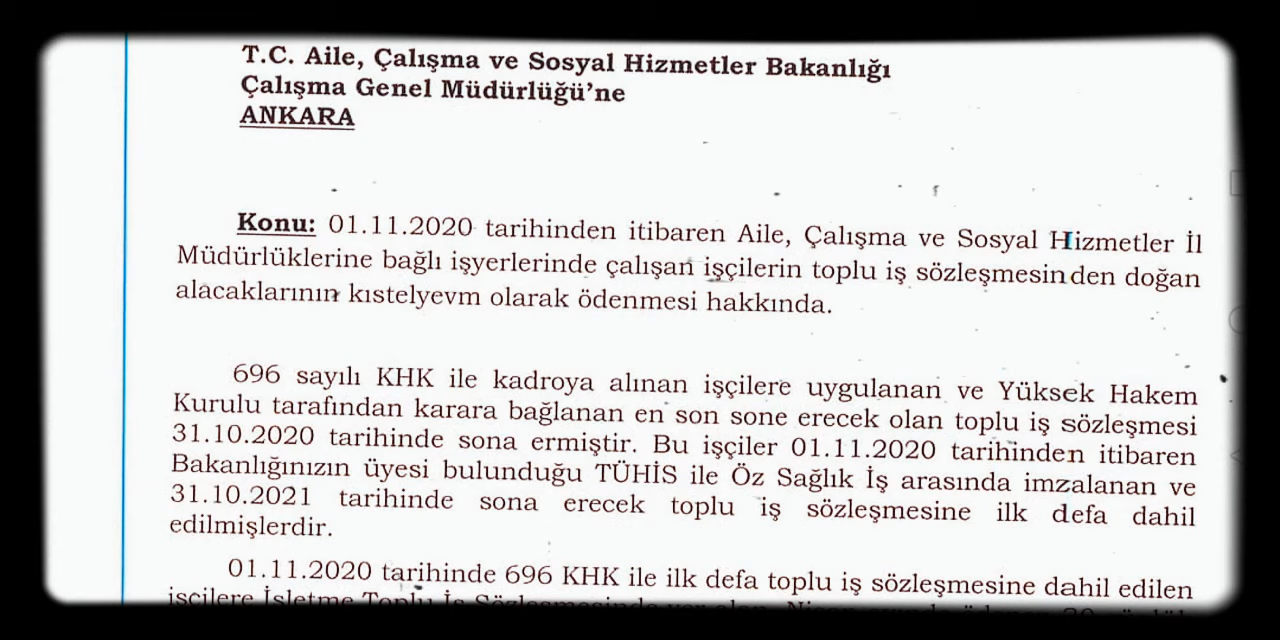 T.C. Aile, Çalışma ve Sosyal Hizmetler Bakanlığı
Çalışma Genel Müdürlüğü’ne
ANKARA
Konu: 01.11.2020 tarihinden itibaren Aile, Çalışma ve Sosyal Hizmetler İl
Müdürlüklerine bağlı işyerlerinde çalışan işçilerin toplu iş sözleşmesinden doğan
alacaklarının kıstelyevm olarak ödenmesi hakkında.
696 sayılı KHK ile kadroya alınan işçilere uygulanan ve Yüksek Hakem
Kurulu tarafından karara bağlanan en son sone erecek olan toplu iş sözleşmesi
31.10.2020 tarihinde sona ermiştir. Bu işçiler 01.11.2020 tarihinden itibaren
Bakanlığınızın üyesi bulunduğu TÜHİS ile Öz Sağlık İş arasında imzalanan ve
31.10.2021 tarihinde sona erecek toplu iş sözleşmesine ilk defa dahil
edilmişlerdir.
01.11.2020 tarihinde 696 KHK ile ilk defa toplu iş sözleşmesine dahil edilen
işçilere İşletme Toplu İş Sözleşmesinde